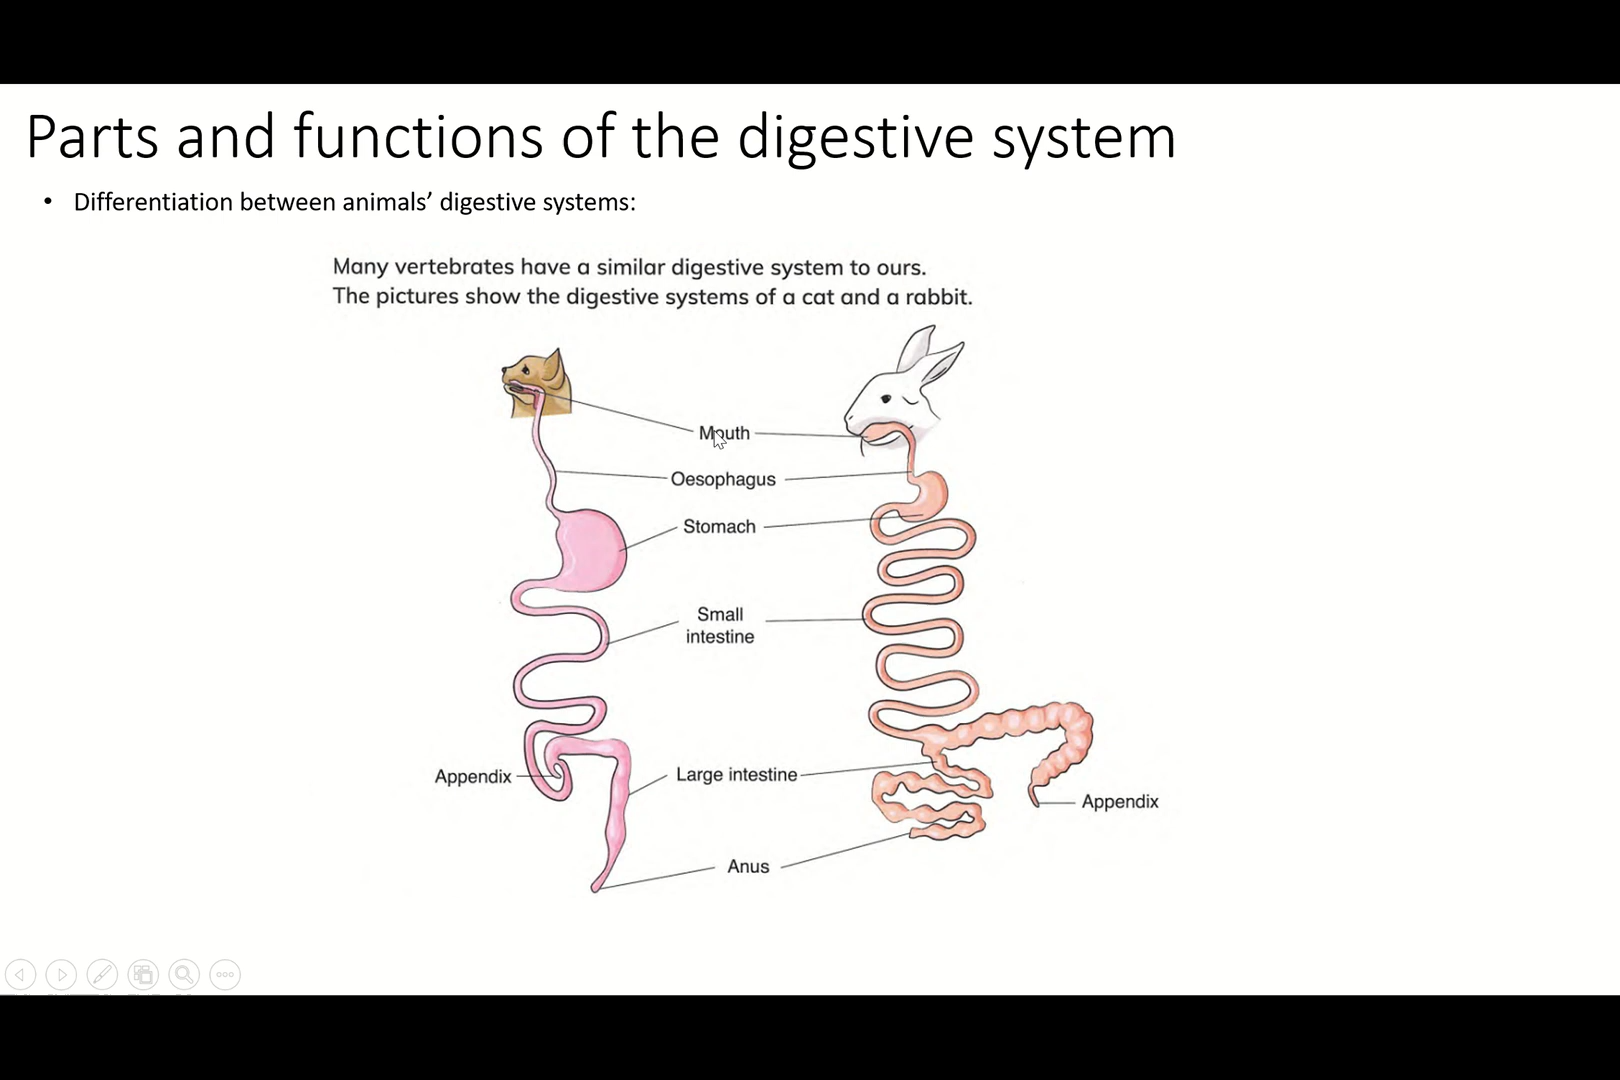 Parts and functions of the digestive system
• Differentiation between animals’ digestive systems:
Many vertebrates have a similar digestive system to ours.
The pictures show the digestive systems of a cat and a rabbit.
Mouth
Oesophagus
Stomach
Small
intestine
Appendix
Large intestine
Appendix
Anus